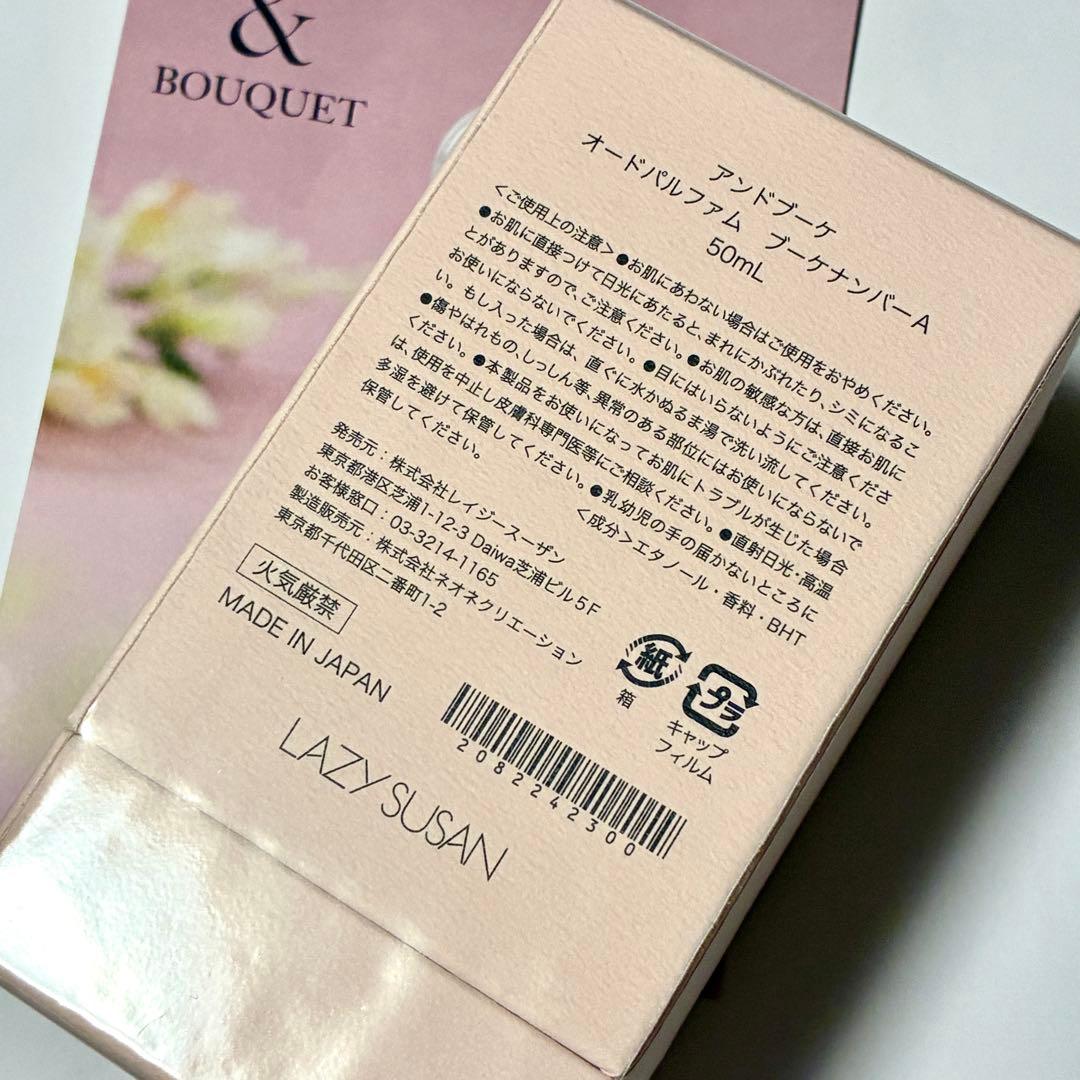 &
BOUQUET
アンドブーケ
オードパルファム　ブーケナンバーA
50mL
<ご使用上の注意>●お肌にあわない場合はご使用をおやめください。
●お肌に直接つけて日光にあたると、まれにかぶれたり、シミになるこ
とがありますので、ご注意ください。●お肌の敏感な方は、直接お肌に
お使いにならないでください。●目にはいらないようにご注意くださ
い。もし入った場合は、直ぐに水かぬるま湯で洗い流してください。
●傷やはれもの、しっしん等、異常のある部位にはお使いにならないで
ください。●本製品をお使いになってお肌にトラブルが生じた場合
は、使用を中止し皮膚科専門医等にご相談ください。●直射日光・高温
多湿を避けて保管してください。●乳幼児の手の届かないところに
保管してください。
<成分>エタノール・香料・BHT
発売元：株式会社レイジースーザン
東京都港区芝浦1-12-3 Daiwa芝浦ビル5F
お客様窓口：03-3214-1165
製造販売元：株式会社ネオネクリエーション
東京都千代田区二番町1-2
火気厳禁
MADE IN JAPAN
紙
箱
プラ
キャップ
フィルム
2082242300
LAZY SUSAN